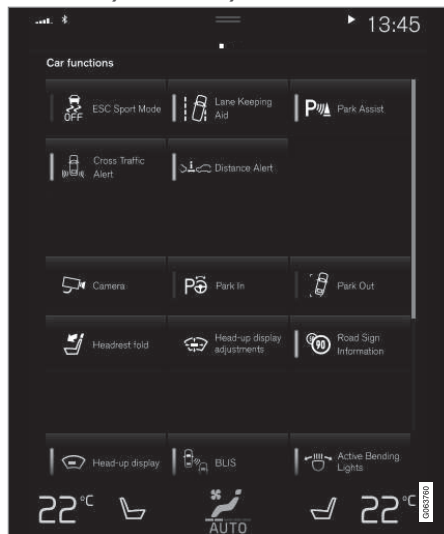 13:45
Car functions
OFF
ESC Sport Mode
Lane Keeping
Aid
P
Park Assist
Cross Traffic
Alert
Distance Alert
Camera
P
Park In
Park Out
Headrest fold
Head-up display
adjustments
90
Road Sign
Information
Head-up display
BUS
Active Bending
Lights
22°C
AUTO
22°C
G063760